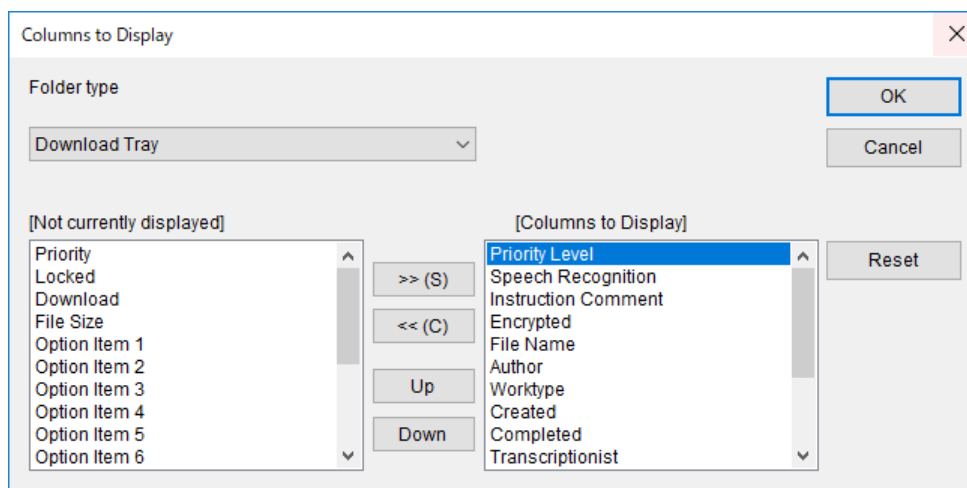 Columns to Display
Folder type
OK
Download Tray
Cancel
[Not currently displayed]
[Columns to Display]
Priority
Locked
Download
File Size
Option Item 1
Option Item 2
Option Item 3
Option Item 4
Option Item 5
Option Item 6
>> (S)
<< (C)
Up
Down
Priority Level
Speech Recognition
Instruction Comment
Encrypted
File Name
Author
Worktype
Created
Completed
Transcriptionist
Reset